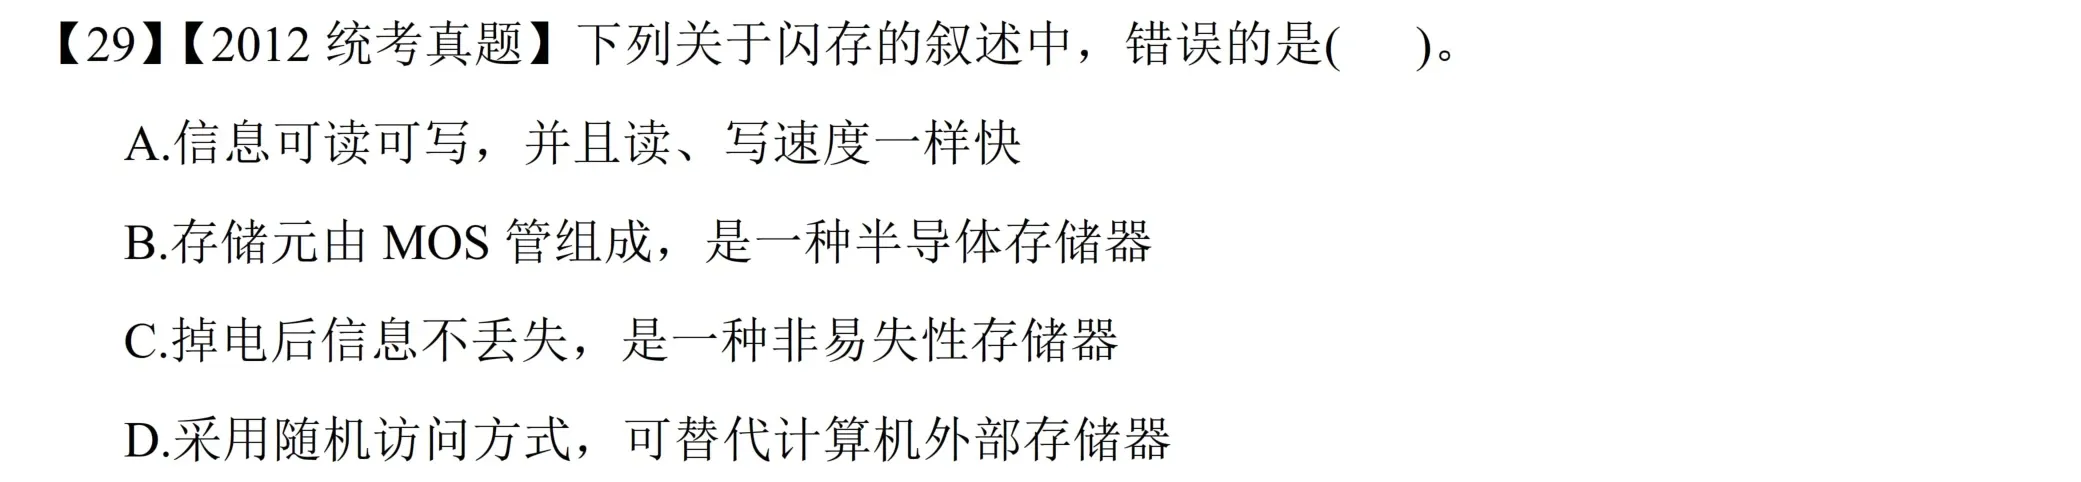 【29】【2012 统考真题】下列关于闪存的叙述中，错误的是(    )。
A.信息可读可写，并且读、写速度一样快
B.存储元由 MOS 管组成，是一种半导体存储器
C.掉电后信息不丢失，是一种非易失性存储器
D.采用随机访问方式，可替代计算机外部存储器